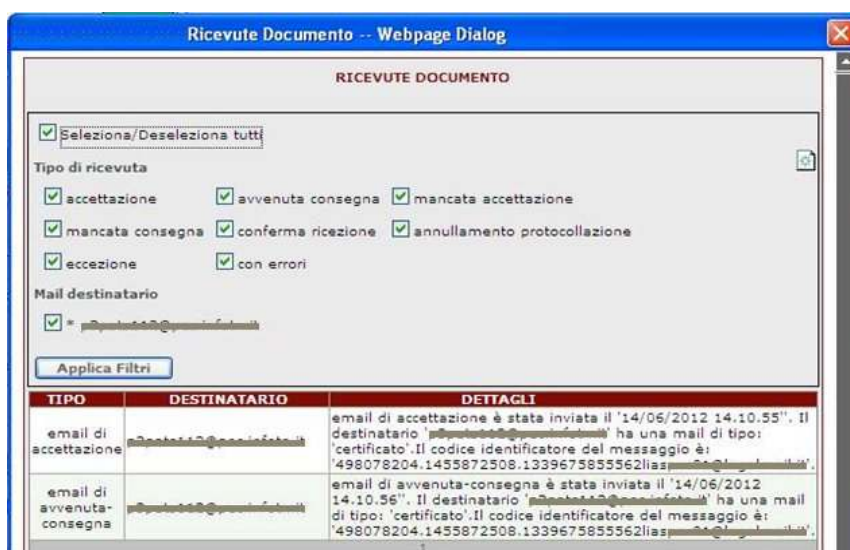 Ricevute Documento -- Webpage Dialog
RICEVUTE DOCUMENTO
Seleziona/Deseleziona tutti
Tipo di ricevuta
accettazione avvenuta consegna mancata accettazione
mancata consegna conferma ricezione annullamento protocollazione
eccezione con errori
Mail destinatario
*
Applica Filtri
TIPO DESTINATARIO DETTAGLI
email di accettazione è stata inviata il '14/06/2012 14.10.55''. Il
email di destinatario ' ' ha una mail di tipo:
accettazione 'certificato'.Il codice identificatore del messaggio è:
'498078204.1455872508.1339675855562lias
email di avvenuta-consegna è stata inviata il '14/06/2012
email di 14.10.56''. Il destinatario ' ' ha una mail
avvenuta- di tipo: 'certificato'.Il codice identificatore del messaggio è:
consegna '498078204.1455872508.1339675855562lias
1